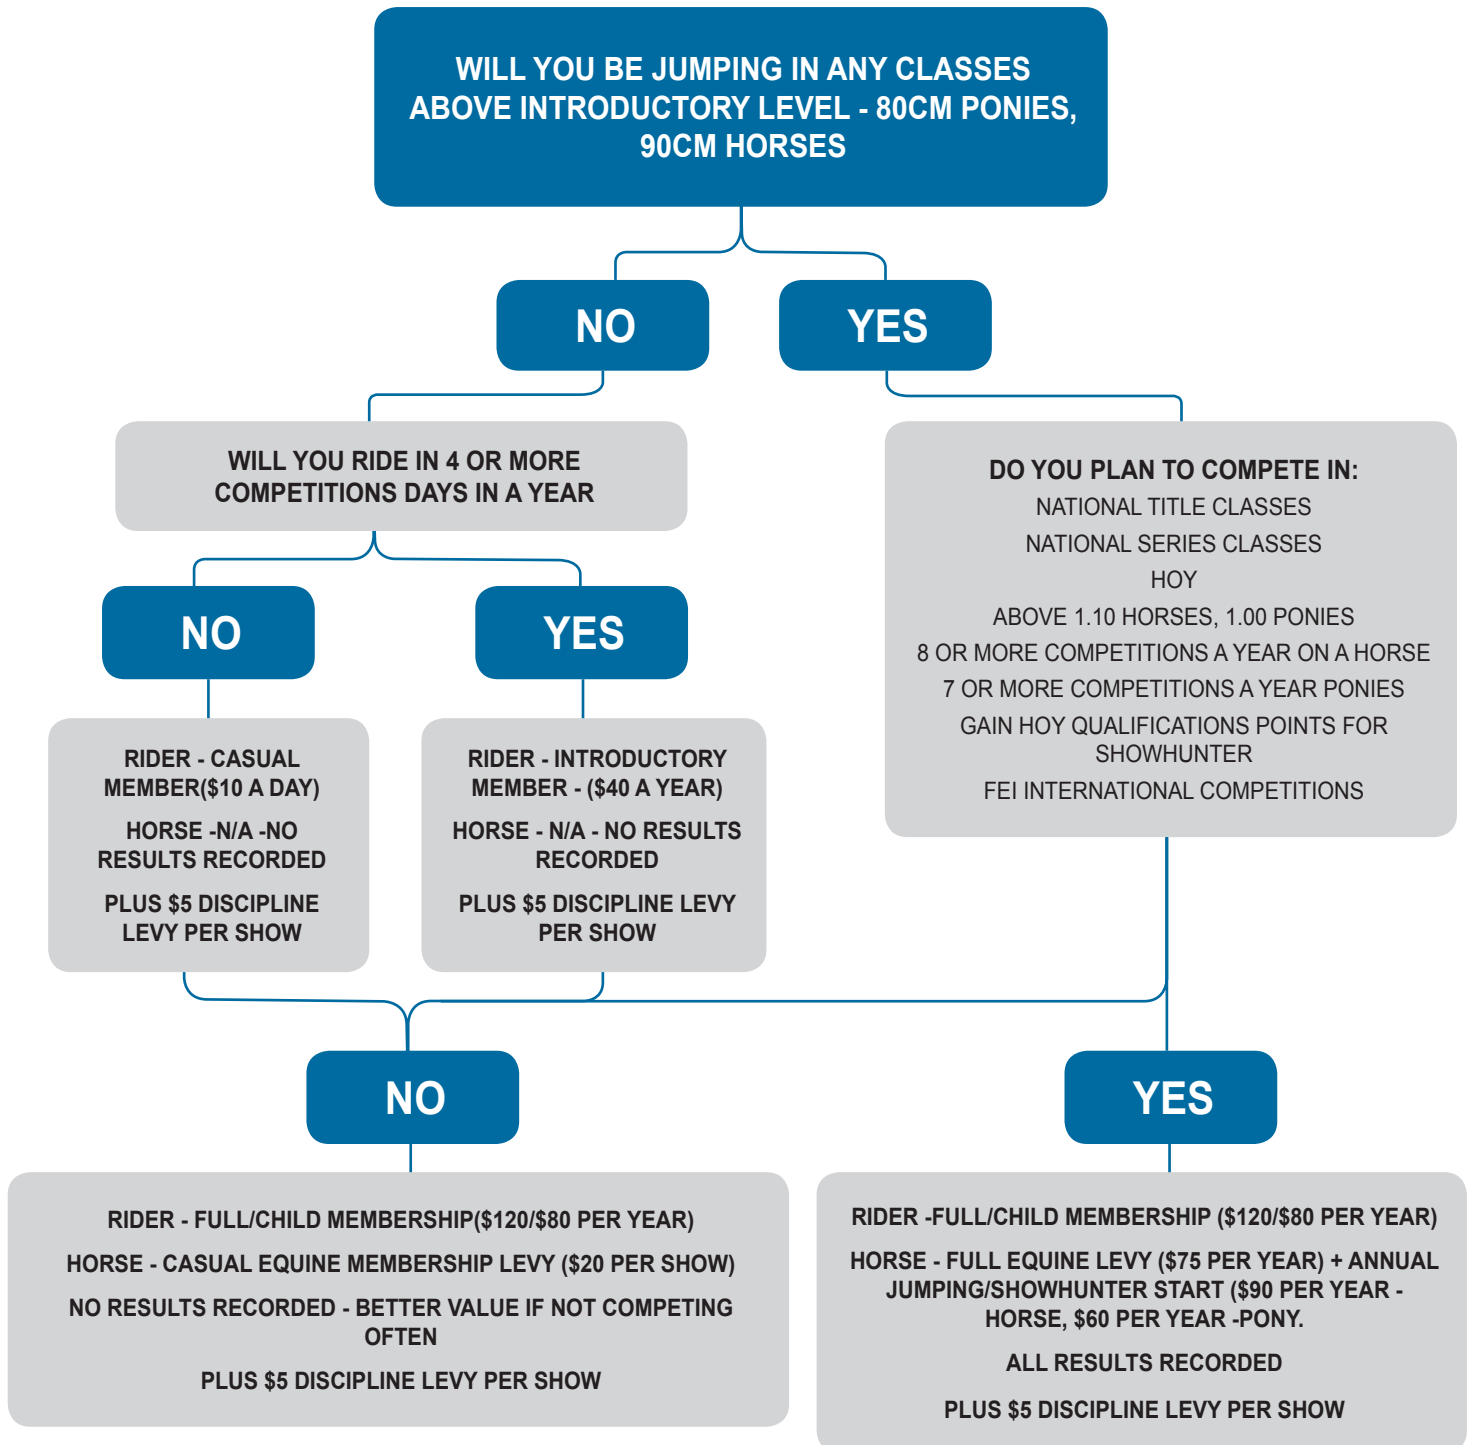 WILL YOU BE JUMPING IN ANY CLASSES
ABOVE INTRODUCTORY LEVEL - 80CM PONIES,
90CM HORSES
NO
YES
WILL YOU RIDE IN 4 OR MORE
COMPETITIONS DAYS IN A YEAR
DO YOU PLAN TO COMPETE IN:
NATIONAL TITLE CLASSES
NATIONAL SERIES CLASSES
HOY
ABOVE 1.10 HORSES, 1.00 PONIES
8 OR MORE COMPETITIONS A YEAR ON A HORSE
7 OR MORE COMPETITIONS A YEAR PONIES
GAIN HOY QUALIFICATIONS POINTS FOR
SHOWHUNTER
FEI INTERNATIONAL COMPETITIONS
NO
YES
RIDER - CASUAL
MEMBER($10 A DAY)
HORSE -N/A -NO
RESULTS RECORDED
PLUS $5 DISCIPLINE
LEVY PER SHOW
RIDER - INTRODUCTORY
MEMBER - ($40 A YEAR)
HORSE - N/A - NO RESULTS
RECORDED
PLUS $5 DISCIPLINE LEVY
PER SHOW
NO
YES
RIDER - FULL/CHILD MEMBERSHIP($120/$80 PER YEAR)
HORSE - CASUAL EQUINE MEMBERSHIP LEVY ($20 PER SHOW)
NO RESULTS RECORDED - BETTER VALUE IF NOT COMPETING
OFTEN
PLUS $5 DISCIPLINE LEVY PER SHOW
RIDER -FULL/CHILD MEMBERSHIP ($120/$80 PER YEAR)
HORSE - FULL EQUINE LEVY ($75 PER YEAR) + ANNUAL
JUMPING/SHOWHUNTER START ($90 PER YEAR -
HORSE, $60 PER YEAR -PONY.
ALL RESULTS RECORDED
PLUS $5 DISCIPLINE LEVY PER SHOW